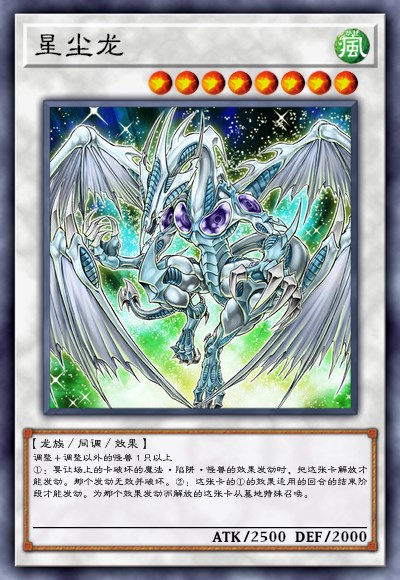 星尘龙
風
【龙族／同调／效果】
调整＋调整以外的怪兽1只以上
①：要让场上的卡破坏的魔法·陷阱·怪兽的效果发动时，把这张卡解放才
能发动。那个发动无效并破坏。②：这张卡的①的效果适用的回合的结束阶
段才能发动。为那个效果发动而解放的这张卡从墓地特殊召唤。
ATK/2500 DEF/2000